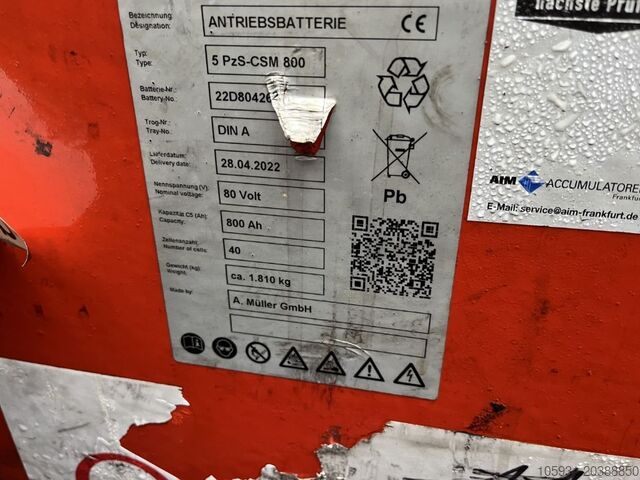 Bezeichnung:
Designation:
ANTRIEBSBATTERIE
CE
Typ:
Type:
5 PzS-CSM 800
Batterie-Nr.:
Battery-No.:
22D80426
Trog-Nr.:
Tray-No.:
DIN A
Lieferdatum:
Delivery date:
28.04.2022
Nennspannung (V):
Nominal voltage:
80 Volt
Kapazität C5 (Ah):
Capacity:
800 Ah
Zellenanzahl:
Number of cells:
40
Gewicht (kg):
Weight:
ca. 1.810 kg
Made by:
A. Müller GmbH
Pb
nächste
AIM
ACCUMULATOREN
Frankfurt
E-Mail: service@aim-frankfurt.de